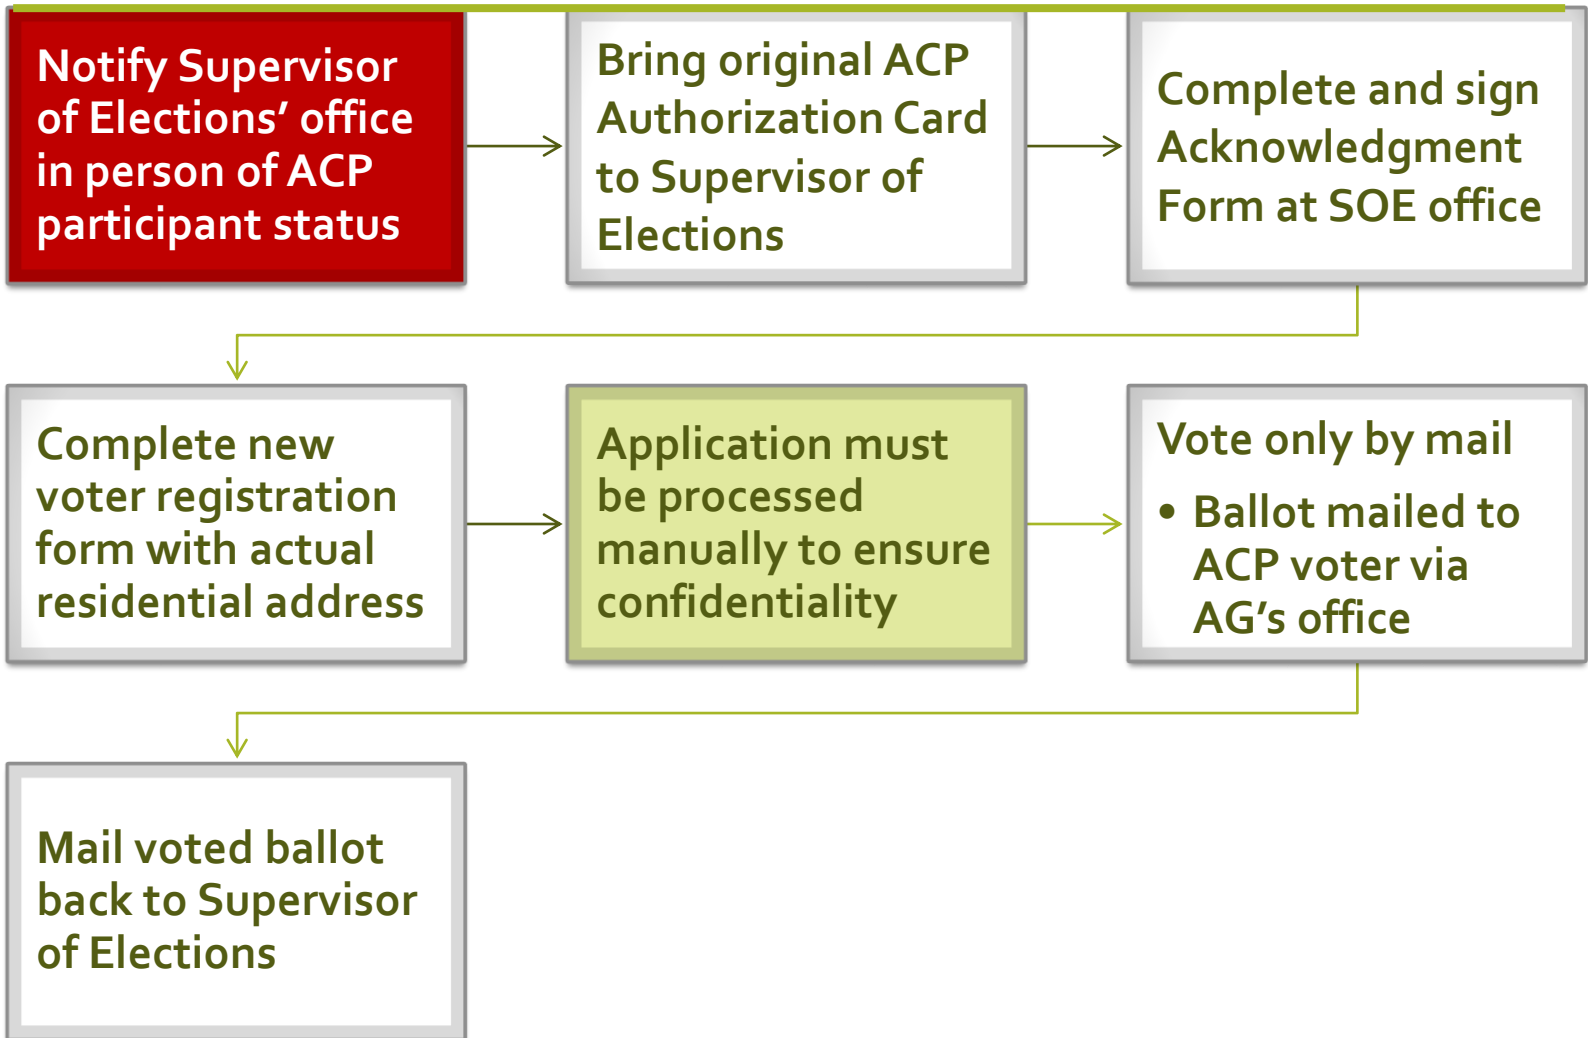 Notify Supervisor
of Elections’ office
in person of ACP
participant status
Bring original ACP
Authorization Card
to Supervisor of
Elections
Complete and sign
Acknowledgment
Form at SOE office
Complete new
voter registration
form with actual
residential address
Application must
be processed
manually to ensure
confidentiality
Vote only by mail
• Ballot mailed to
ACP voter via
AG’s office
Mail voted ballot
back to Supervisor
of Elections